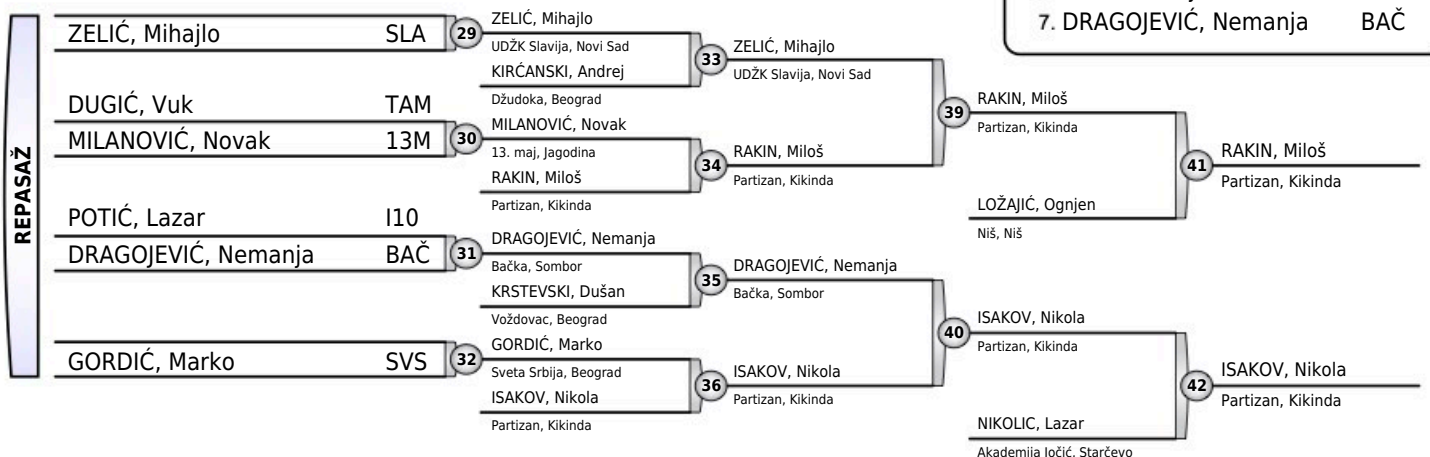 7. DRAGOJEVIĆ, Nemanja BAČ
REPASAŽ
ZELIĆ, Mihajlo SLA
DUGIĆ, Vuk TAM
MILANOVIĆ, Novak 13M
POTIĆ, Lazar I10
DRAGOJEVIĆ, Nemanja BAČ
GORDIĆ, Marko SVS
29
30
31
32
ZELIĆ, Mihajlo
UDŽK Slavija, Novi Sad
KIRĆANSKI, Andrej
Džudoka, Beograd
MILANOVIĆ, Novak
13. maj, Jagodina
RAKIN, Miloš
Partizan, Kikinda
DRAGOJEVIĆ, Nemanja
Bačka, Sombor
KRSTEVSKI, Dušan
Voždovac, Beograd
GORDIĆ, Marko
Sveta Srbija, Beograd
ISAKOV, Nikola
Partizan, Kikinda
33
34
35
36
ZELIĆ, Mihajlo
UDŽK Slavija, Novi Sad
RAKIN, Miloš
Partizan, Kikinda
DRAGOJEVIĆ, Nemanja
Bačka, Sombor
ISAKOV, Nikola
Partizan, Kikinda
39
40
RAKIN, Miloš
Partizan, Kikinda
LOŽAJIĆ, Ognjen
Niš, Niš
ISAKOV, Nikola
Partizan, Kikinda
NIKOLIC, Lazar
Akademija Jočić, Starčevo
41
42
RAKIN, Miloš
Partizan, Kikinda
ISAKOV, Nikola
Partizan, Kikinda